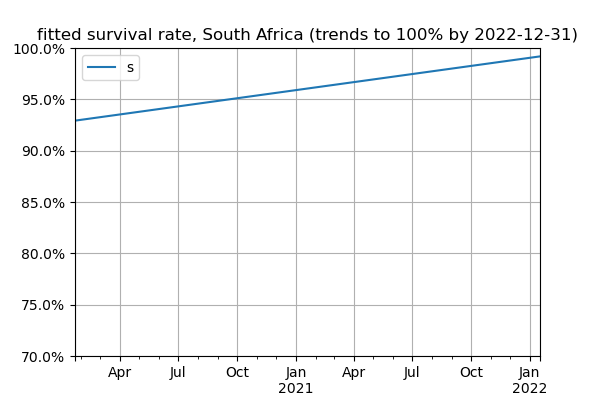 fitted survival rate, South Africa (trends to 100% by 2022-12-31)
100.0%
s
95.0%
90.0%
85.0%
80.0%
75.0%
70.0%
Apr Jul Oct Jan Apr Jul Oct Jan
2021 2022